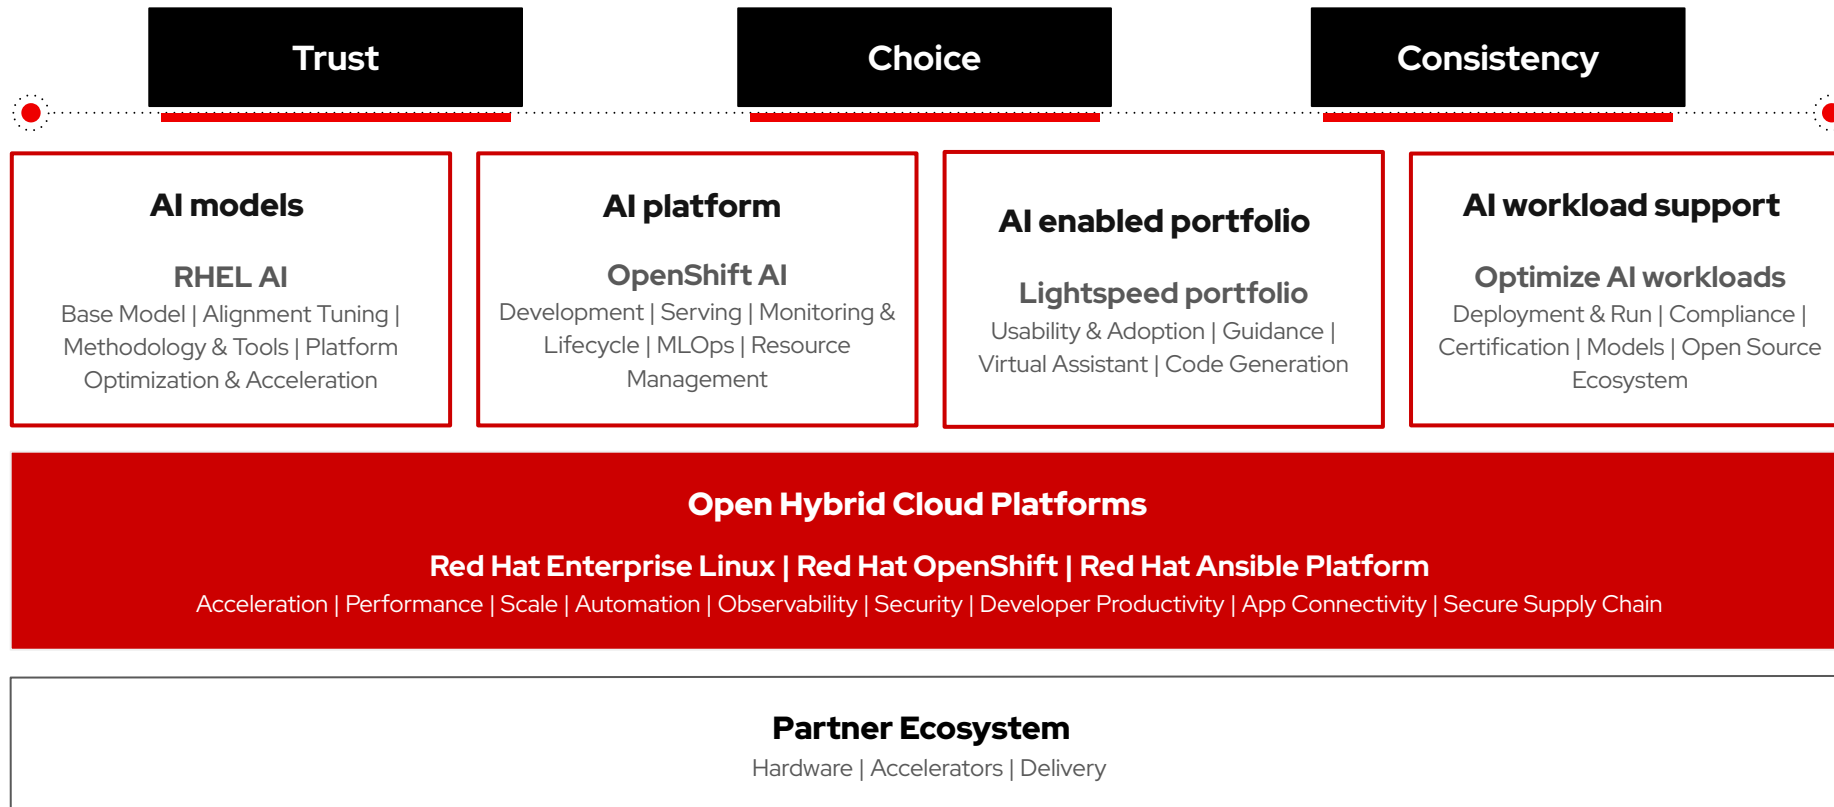 Trust
Choice
Consistency
AI models
RHEL AI
Base Model | Alignment Tuning |
Methodology & Tools | Platform
Optimization & Acceleration
AI platform
OpenShift AI
Development | Serving | Monitoring &
Lifecycle | MLOps | Resource
Management
AI enabled portfolio
Lightspeed portfolio
Usability & Adoption | Guidance |
Virtual Assistant | Code Generation
AI workload support
Optimize AI workloads
Deployment & Run | Compliance |
Certification | Models | Open Source
Ecosystem
Open Hybrid Cloud Platforms
Red Hat Enterprise Linux | Red Hat OpenShift | Red Hat Ansible Platform
Acceleration | Performance | Scale | Automation | Observability | Security | Developer Productivity | App Connectivity | Secure Supply Chain
Partner Ecosystem
Hardware | Accelerators | Delivery